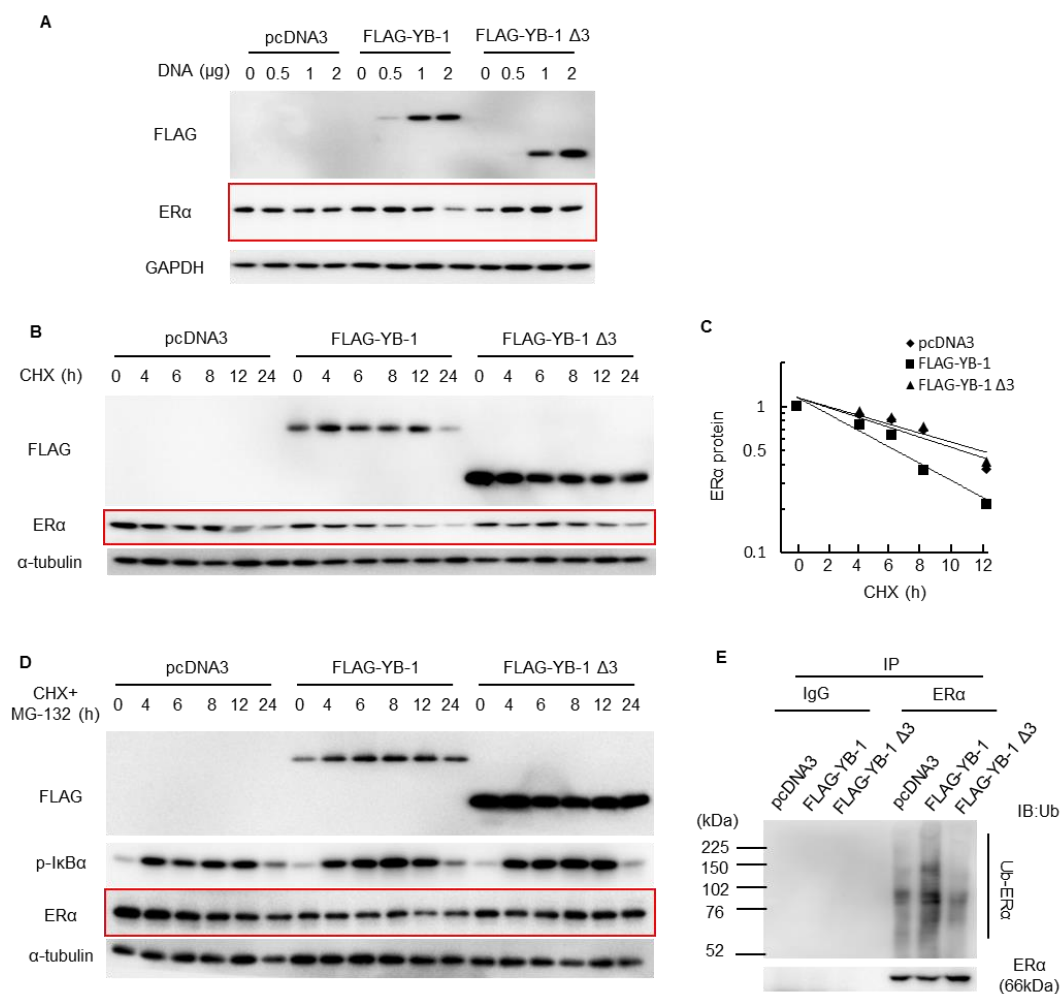 A
pcDNA3 FLAG-YB-1 FLAG-YB-1 Δ3
DNA (µg) 0 0.5 1 2 0 0.5 1 2 0 0.5 1 2
FLAG
ERα
GAPDH
B
pcDNA3 FLAG-YB-1 FLAG-YB-1 Δ3
CHX (h) 0 4 6 8 12 24 0 4 6 8 12 24 0 4 6 8 12 24
FLAG
ERα
α-tubulin
C
pcDNA3
FLAG-YB-1
FLAG-YB-1 Δ3
ERα protein
1
0.5
0.1
0 2 4 6 8 10 12
CHX (h)
D
pcDNA3 FLAG-YB-1 FLAG-YB-1 Δ3
CHX+
MG-132 (h) 0 4 6 8 12 24 0 4 6 8 12 24 0 4 6 8 12 24
FLAG
p-IκBα
ERα
α-tubulin
E
IP
IgG ERα
pcDNA3 FLAG-YB-1 FLAG-YB-1 Δ3 pcDNA3 FLAG-YB-1 FLAG-YB-1 Δ3
(kDa) IB:Ub
225
150
102
76
52
Ub-ERα
ERα
(66kDa)